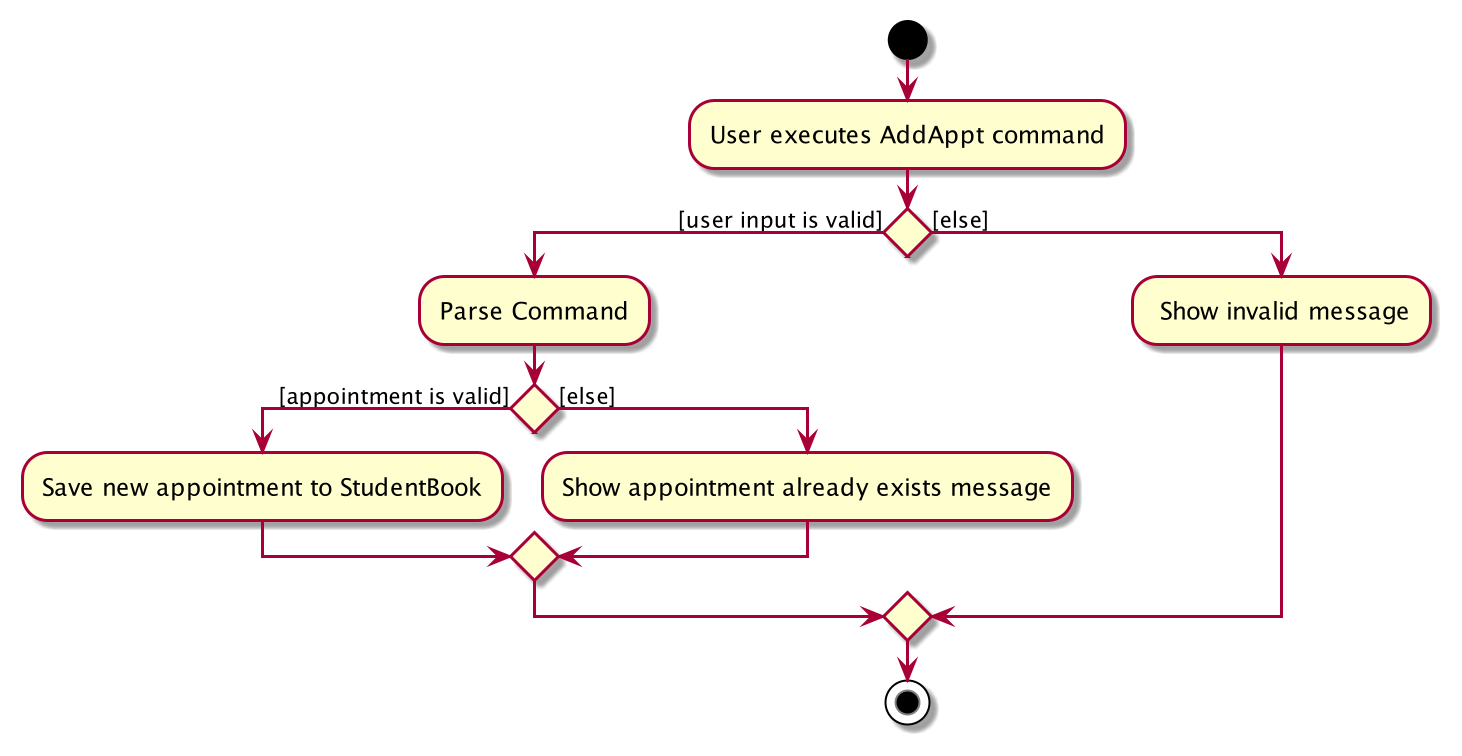 User executes AddAppt command
[user input is valid]
[else]
Parse Command
Show invalid message
[appointment is valid]
[else]
Save new appointment to StudentBook
Show appointment already exists message